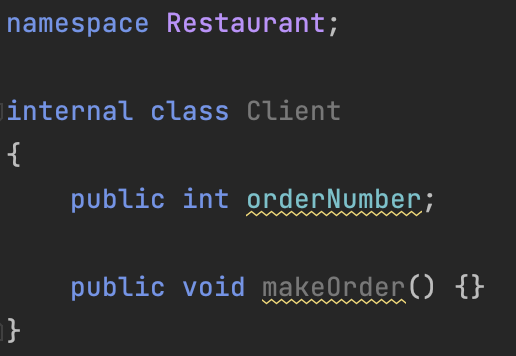 namespace Restaurant;
internal class Client
{
public int orderNumber;
public void makeOrder() {}
}